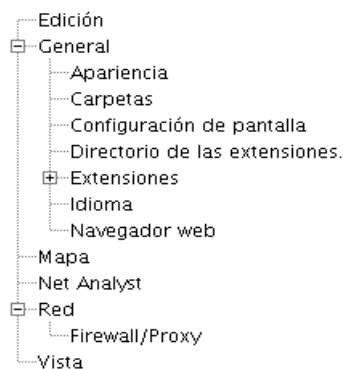 Edición
General
Apariencia
Carpetas
Configuración de pantalla
Directorio de las extensiones.
Extensiones
Idioma
Navegador web
Mapa
Net Analyst
Red
Firewall/Proxy
Vista